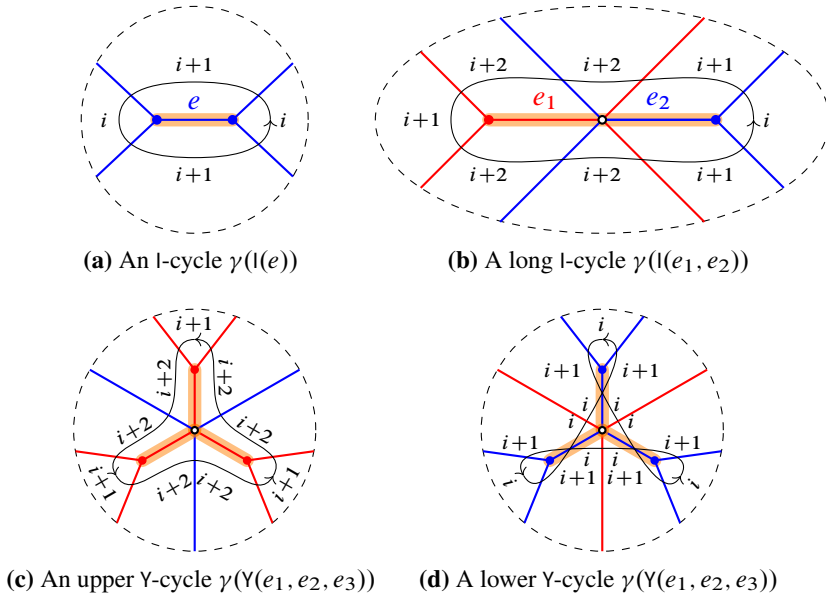 i+1
i e i
i+1
(a) An I-cycle γ(I(e))
i+2 i+2 i+1
i+1 e₁ e₂ i
i+2 i+2 i+1
(b) A long I-cycle γ(I(e₁, e₂))
i+1
i+2 i+2
i+2 i+2
i+1 i+2 i+2 i+1
(c) An upper Y-cycle γ(Y(e₁, e₂, e₃))
i
i+1 i+1
i i
i+1 i i i+1
i i
i i+1 i+1 i
(d) A lower Y-cycle γ(Y(e₁, e₂, e₃))